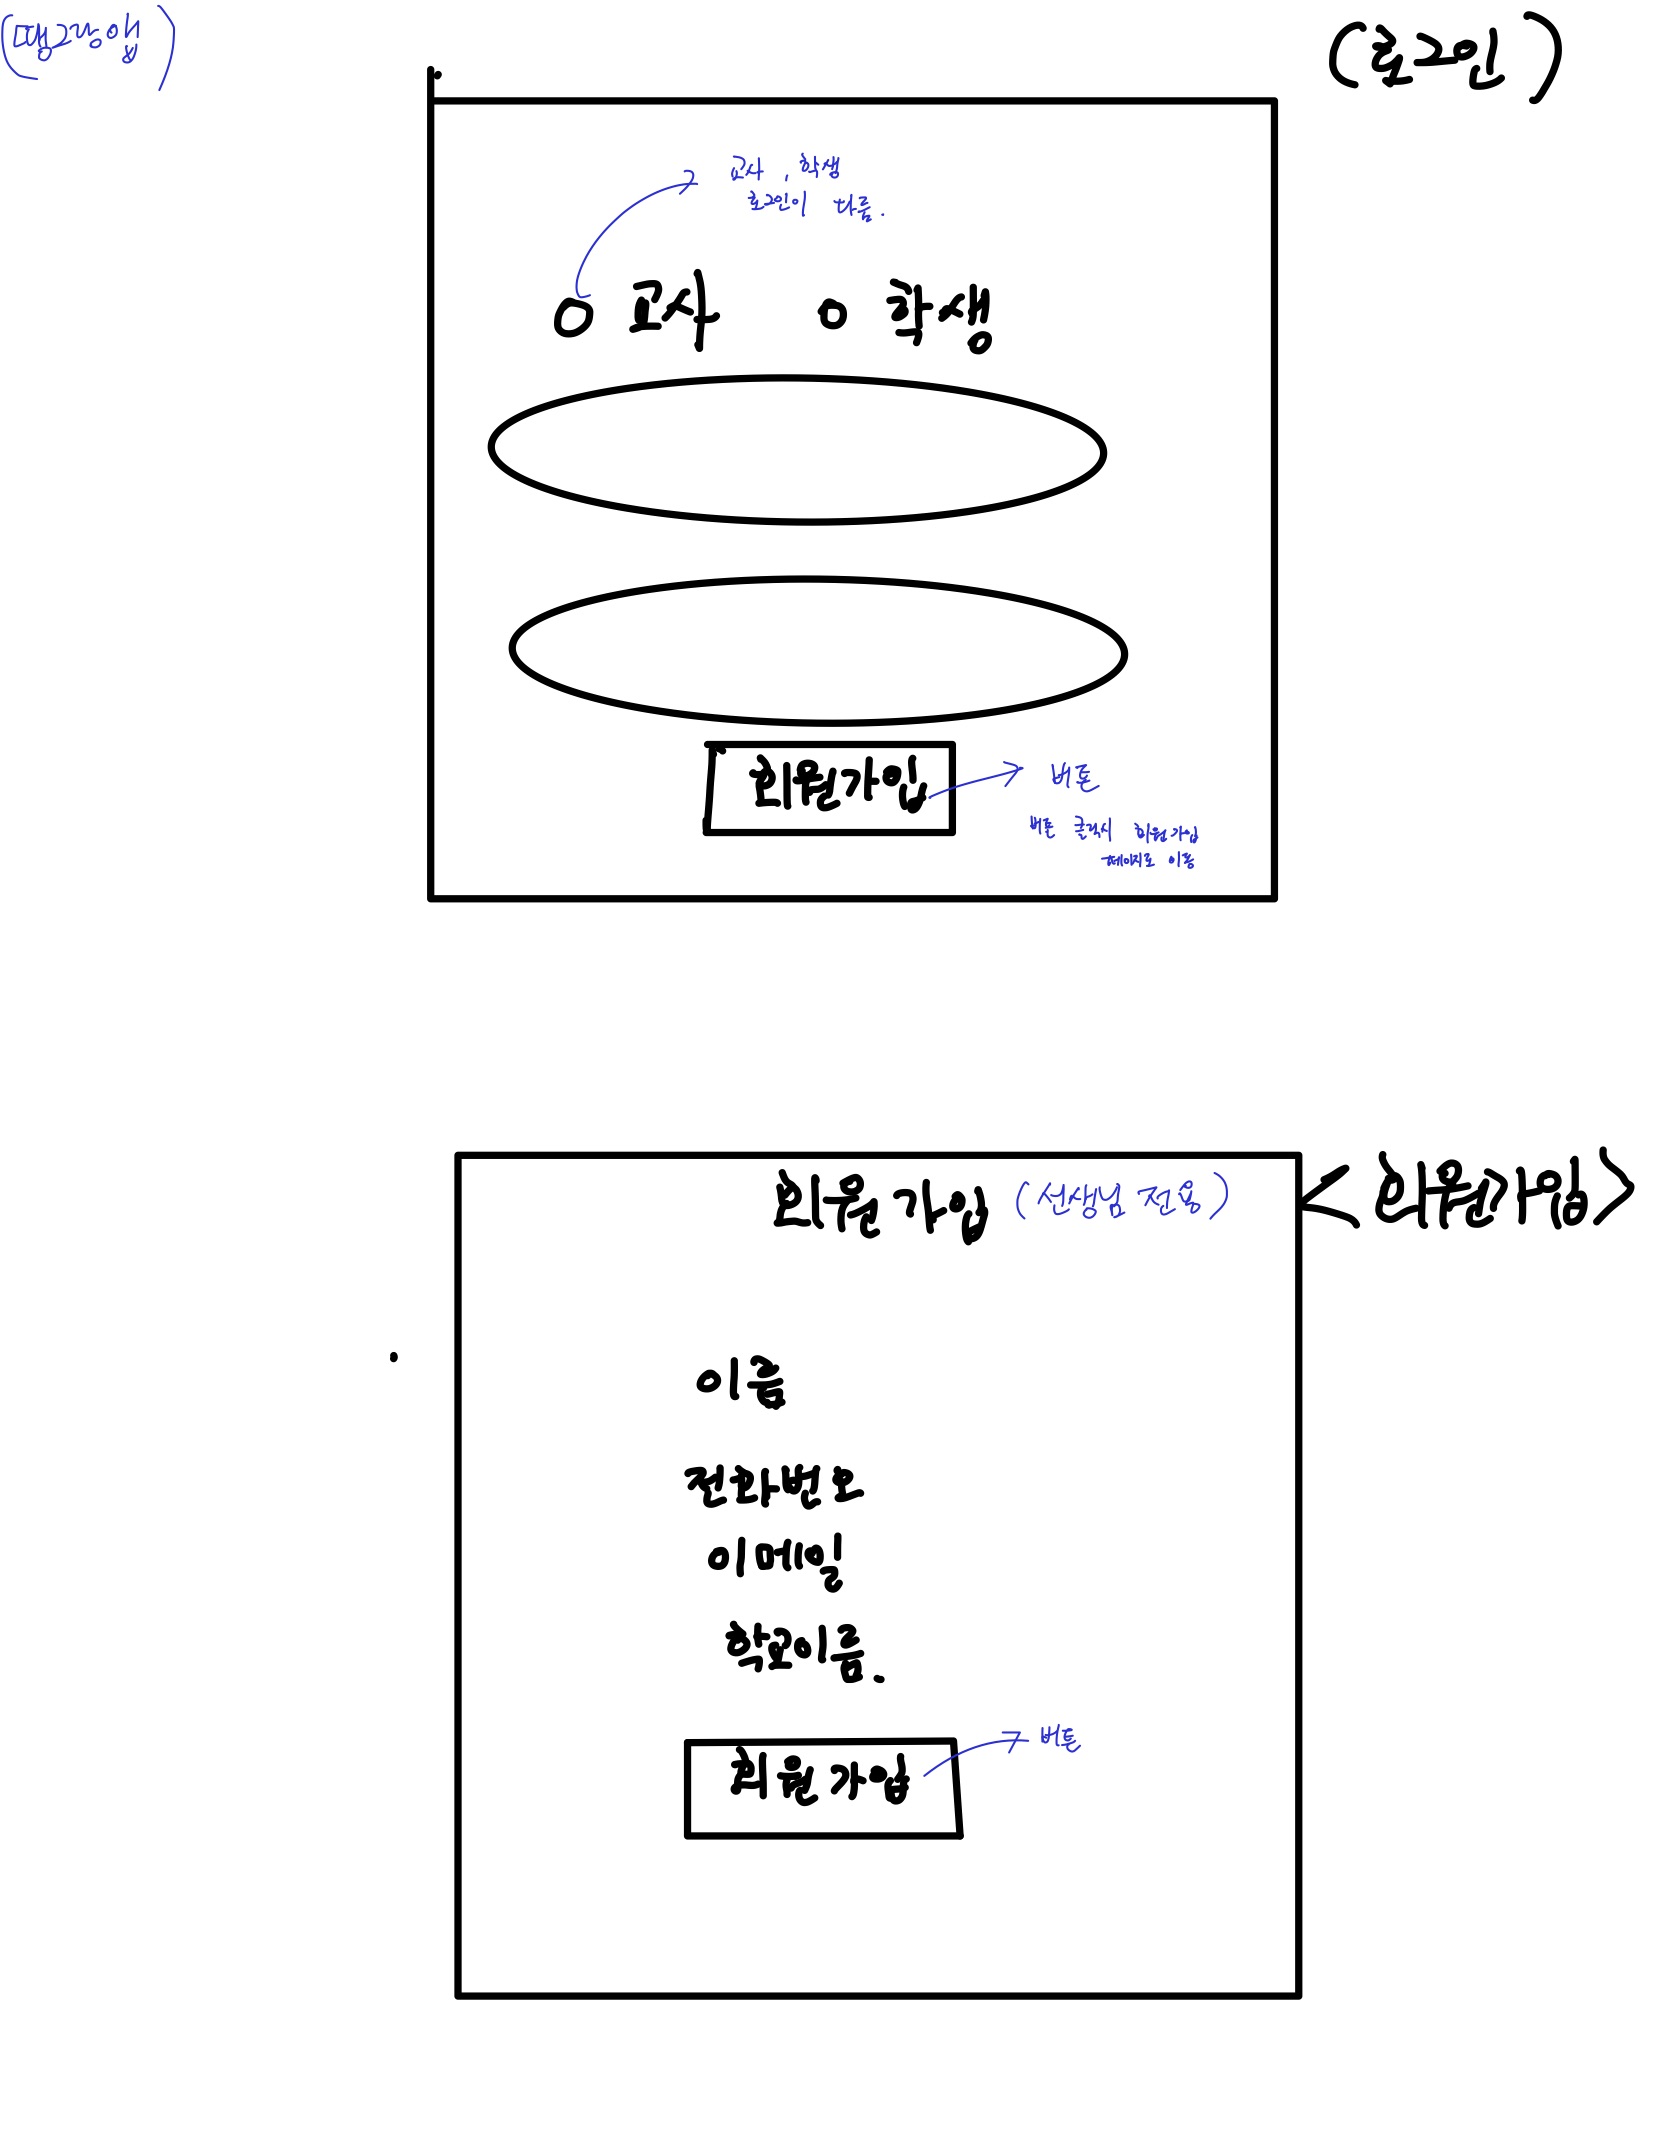 (땡그랑앱)
(로그인)
교사, 학생
로그인이 다름.
교사 학생
회원가입
버튼
버튼 클릭시 회원가입
페이지로 이동
회원가입 (선생님 전용)
<회원가입>
이름
전화번호
이메일
학교이름.
회원가입
버튼